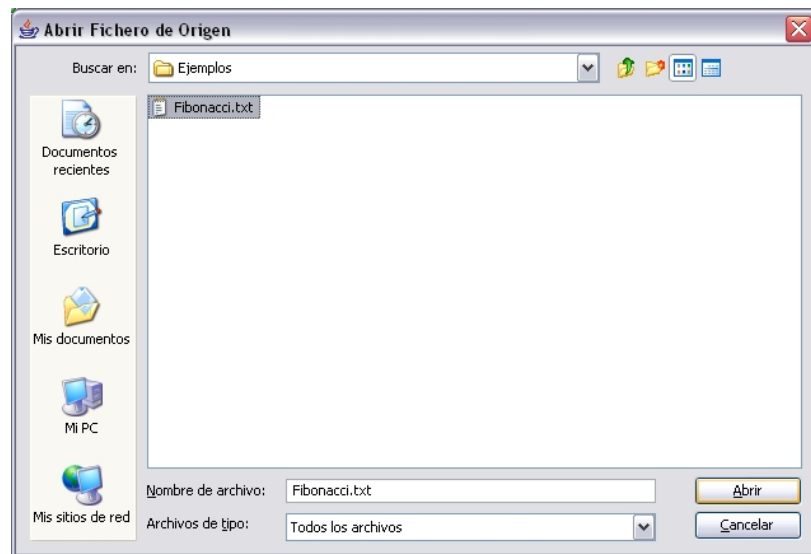 Abrir Fichero de Origen
Buscar en:
Ejemplos
Fibonacci.txt
Documentos
recientes
Escritorio
Mis documentos
Mi PC
Mis sitios de red
Nombre de archivo:
Fibonacci.txt
Abrir
Archivos de tipo:
Todos los archivos
Cancelar